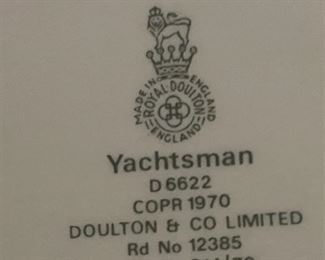 MADE IN ENGLAND
ROYAL DOULTON
ENGLAND
Yachtsman
D 6622
COPR 1970
DOULTON & CO LIMITED
Rd No 12385